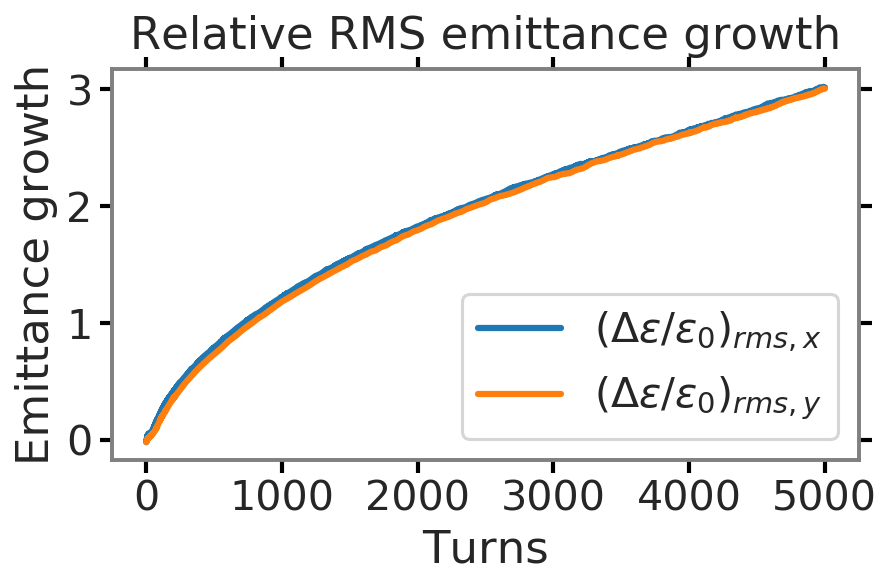 Relative RMS emittance growth
Emittance growth
3
2
1
0
(Δε/ε₀)rms, x
(Δε/ε₀)rms, y
0 1000 2000 3000 4000 5000
Turns